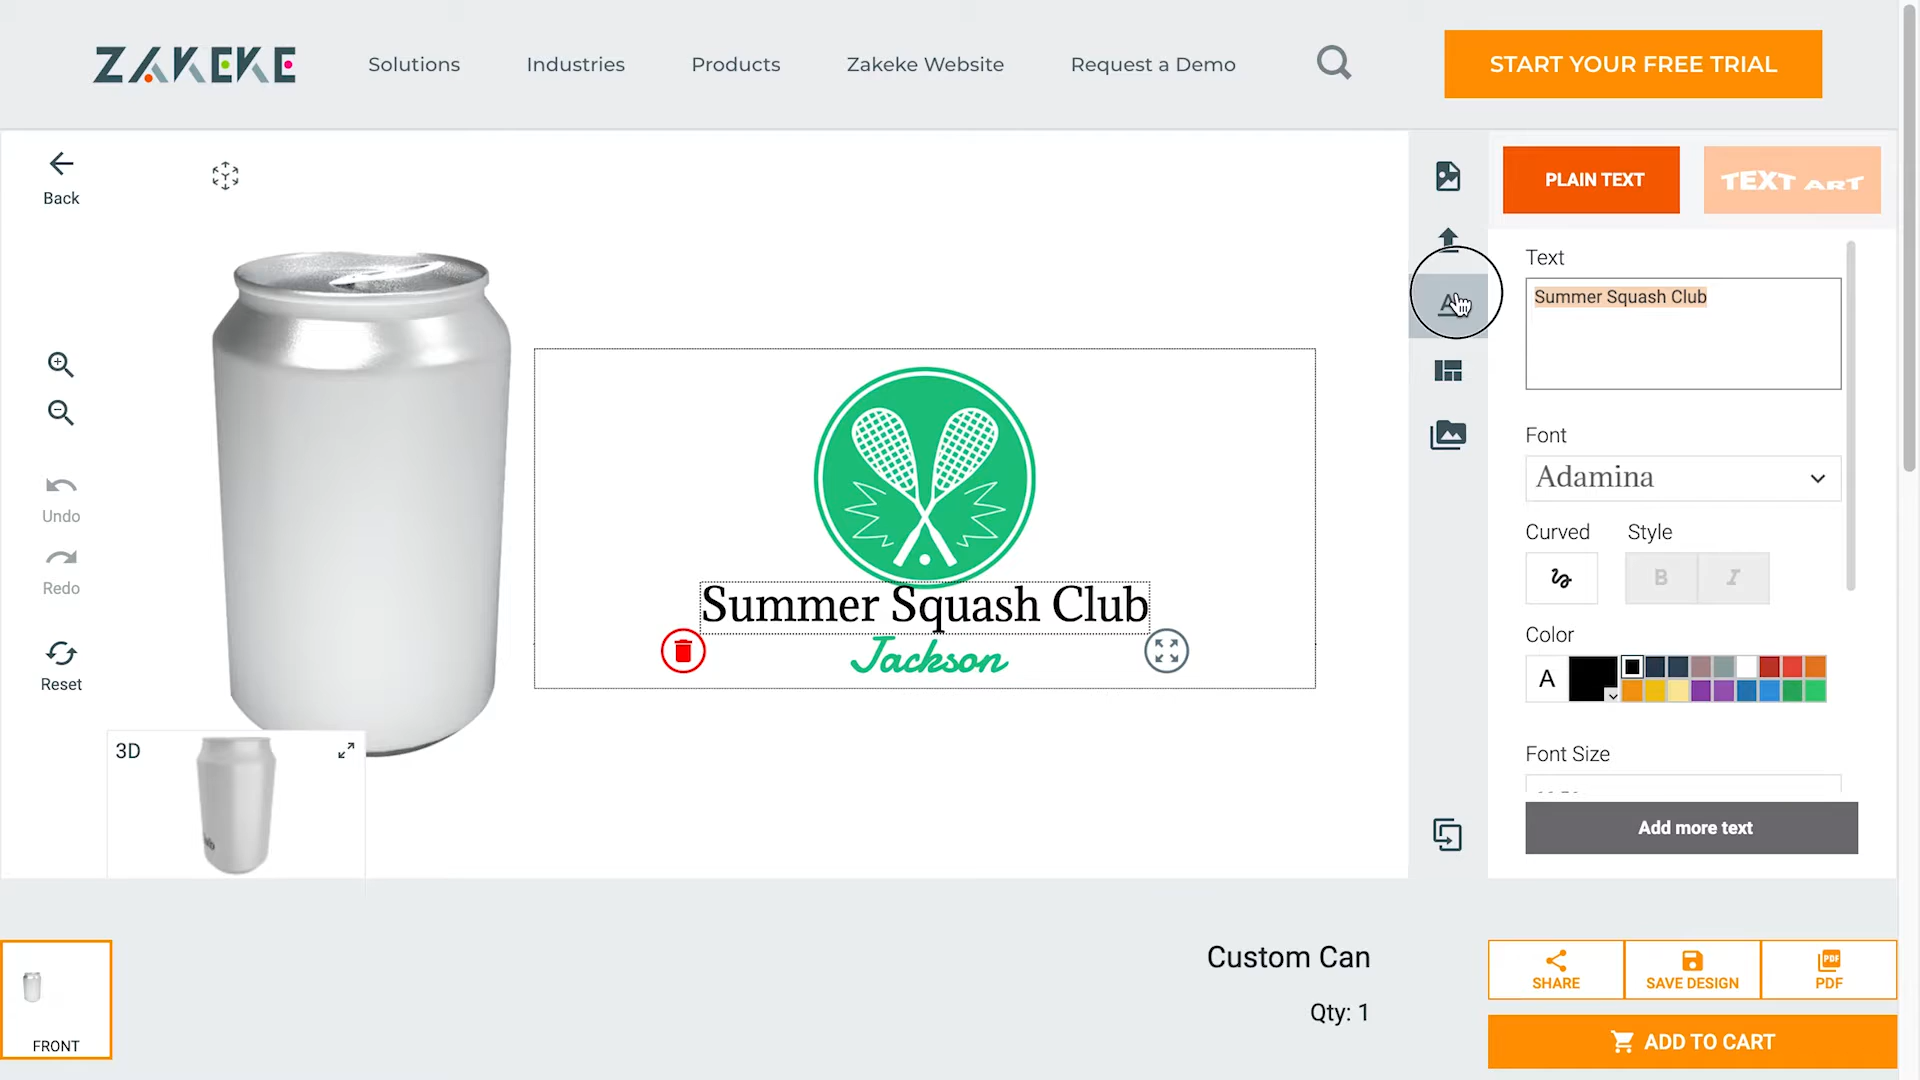 ZAKEKE
Solutions
Industries
Products
Zakeke Website
Request a Demo
START YOUR FREE TRIAL
Back
Undo
Redo
Reset
3D
Summer Squash Club
Jackson
PLAIN TEXT
TEXT ART
Text
Summer Squash Club
Font
Adamina
Curved
Style
B
I
Color
A
Font Size
Add more text
FRONT
Custom Can
Qty: 1
SHARE
SAVE DESIGN
PDF
PDF
ADD TO CART